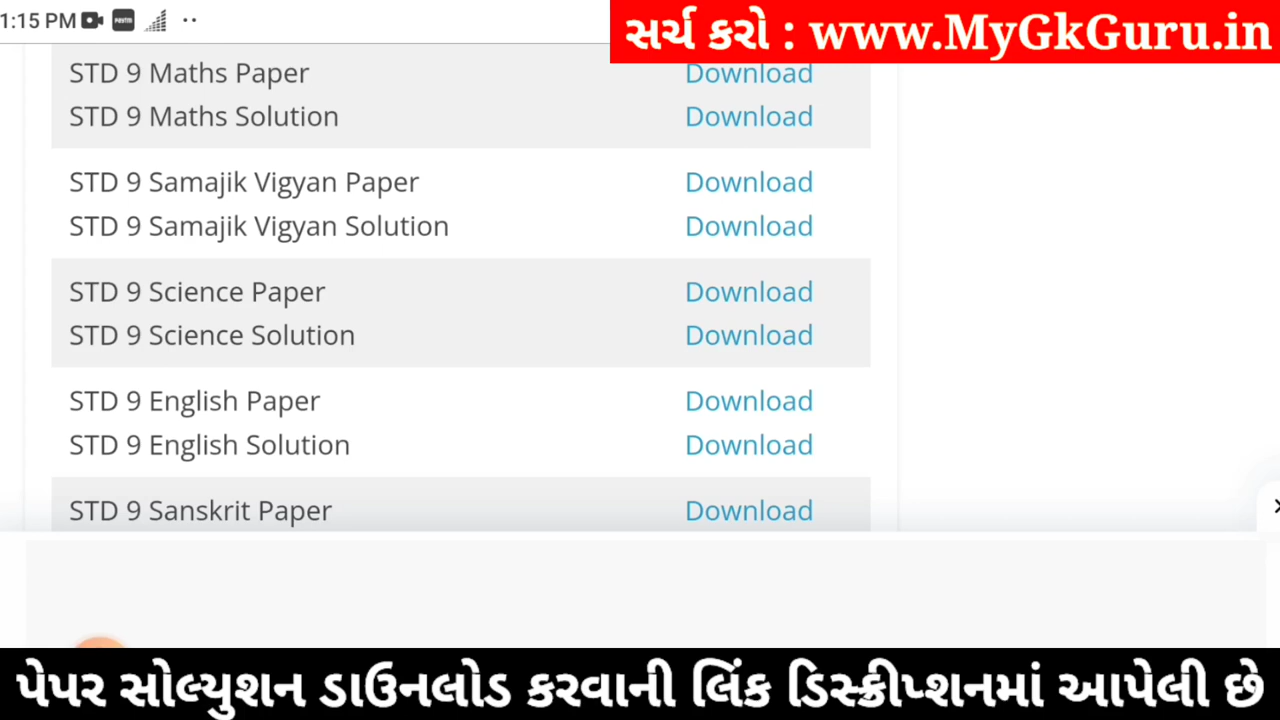 1:15 PM
સર્ચ કરો : www.MyGkGuru.in
STD 9 Maths Paper Download
STD 9 Maths Solution Download
STD 9 Samajik Vigyan Paper Download
STD 9 Samajik Vigyan Solution Download
STD 9 Science Paper Download
STD 9 Science Solution Download
STD 9 English Paper Download
STD 9 English Solution Download
STD 9 Sanskrit Paper Download
પેપર સોલ્યુશન ડાઉનલોડ કરવાની લિંક ડિસ્ક્રીપ્શનમાં આપેલી છે